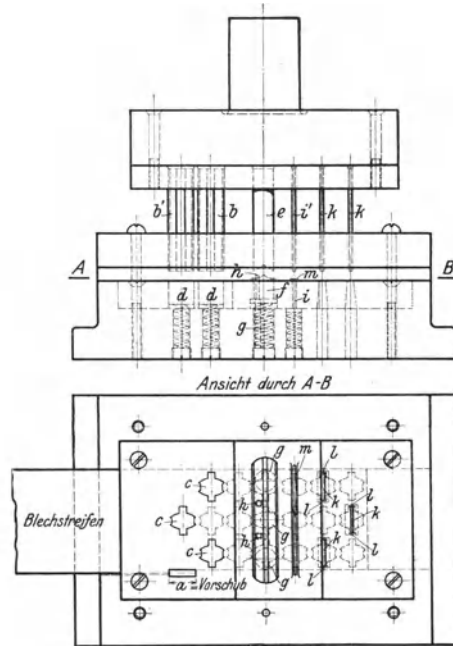 b' b e i' k k
A h m B
f
d d i
g
Ansicht durch A-B
g m l
c k l
h l k
Blechstreifen c g
h k l
c l
a = Vorschub g l